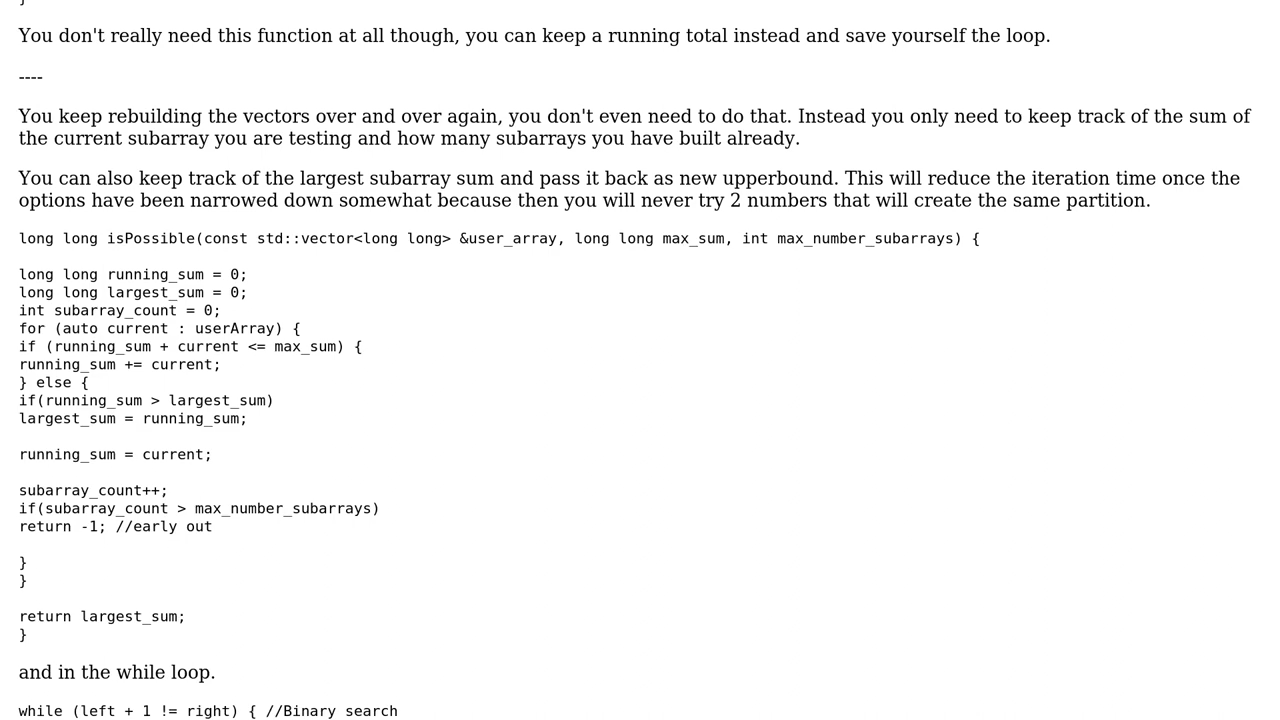 }
You don't really need this function at all though, you can keep a running total instead and save yourself the loop.
----
You keep rebuilding the vectors over and over again, you don't even need to do that. Instead you only need to keep track of the sum of
the current subarray you are testing and how many subarrays you have built already.
You can also keep track of the largest subarray sum and pass it back as new upperbound. This will reduce the iteration time once the
options have been narrowed down somewhat because then you will never try 2 numbers that will create the same partition.
long long isPossible(const std::vector<long long> &user_array, long long max_sum, int max_number_subarrays) {
long long running_sum = 0;
long long largest_sum = 0;
int subarray_count = 0;
for (auto current : userArray) {
if (running_sum + current <= max_sum) {
running_sum += current;
} else {
if(running_sum > largest_sum)
largest_sum = running_sum;
running_sum = current;
subarray_count++;
if(subarray_count > max_number_subarrays)
return -1; //early out
}
}
return largest_sum;
}
and in the while loop.
while (left + 1 != right) { //Binary search